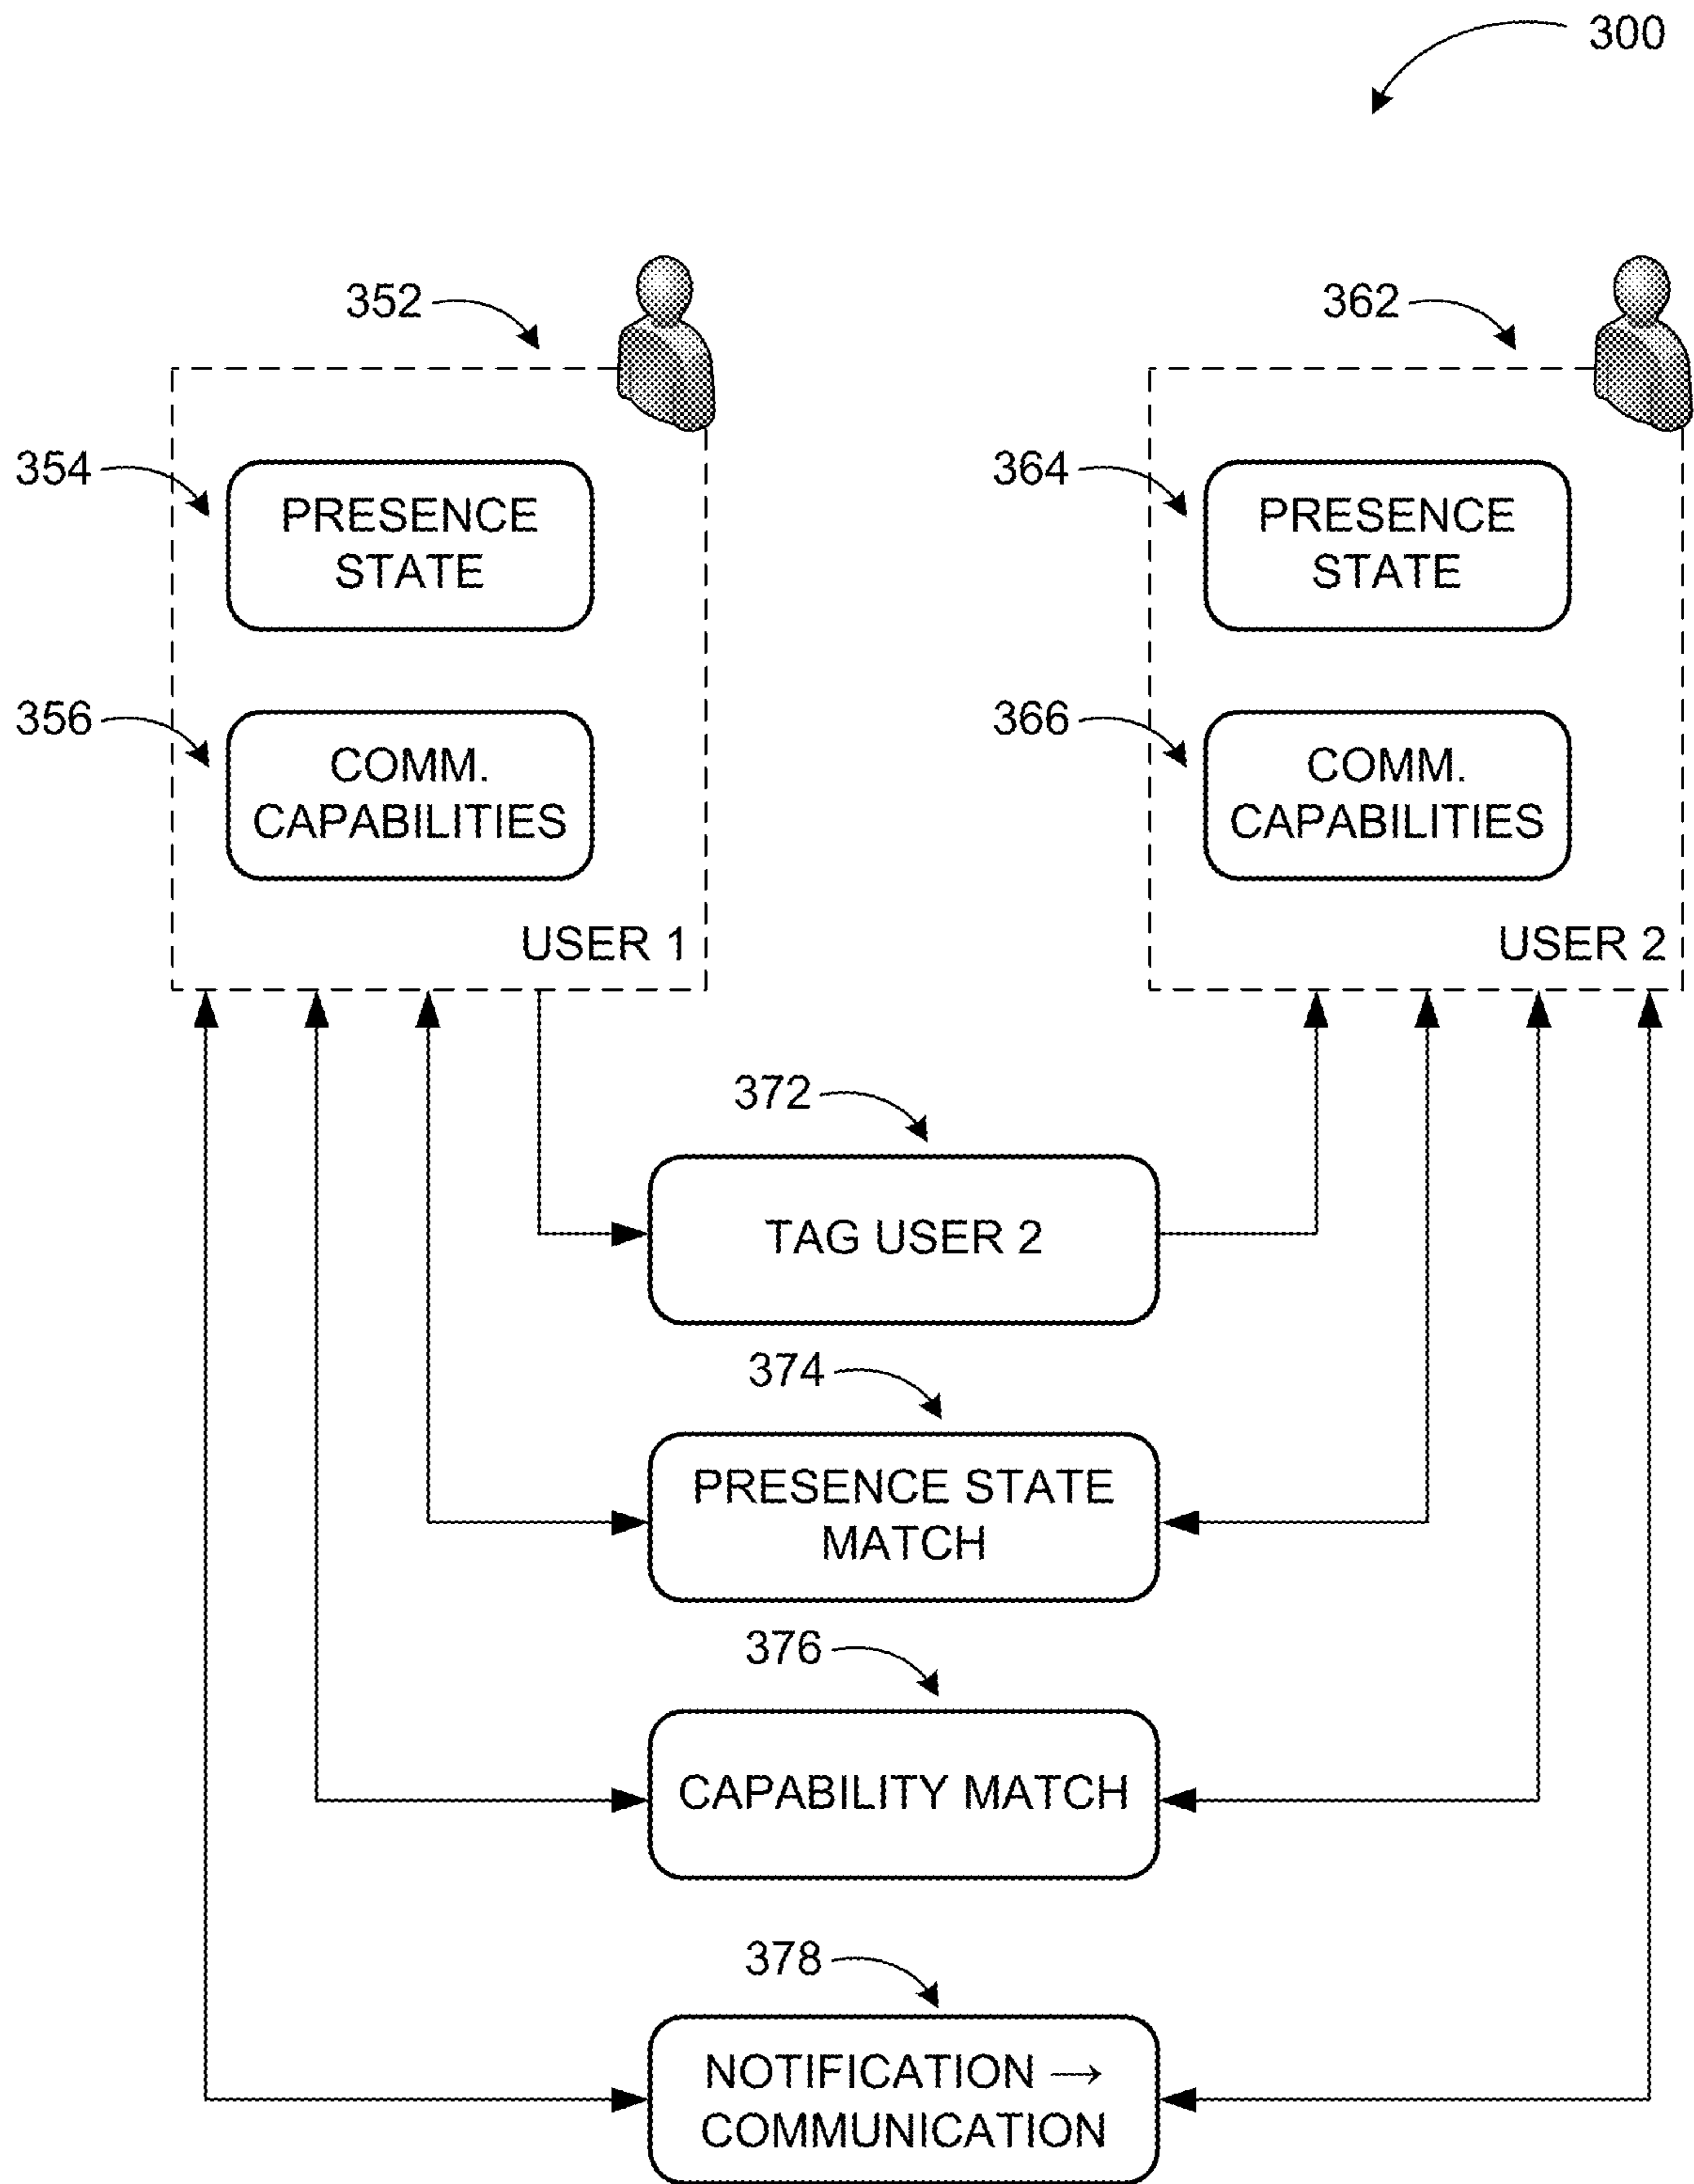 300
352
362
354
PRESENCE
STATE
364
PRESENCE
STATE
356
COMM.
CAPABILITIES
366
COMM.
CAPABILITIES
USER 1
USER 2
372
TAG USER 2
374
PRESENCE STATE
MATCH
376
CAPABILITY MATCH
378
NOTIFICATION →
COMMUNICATION